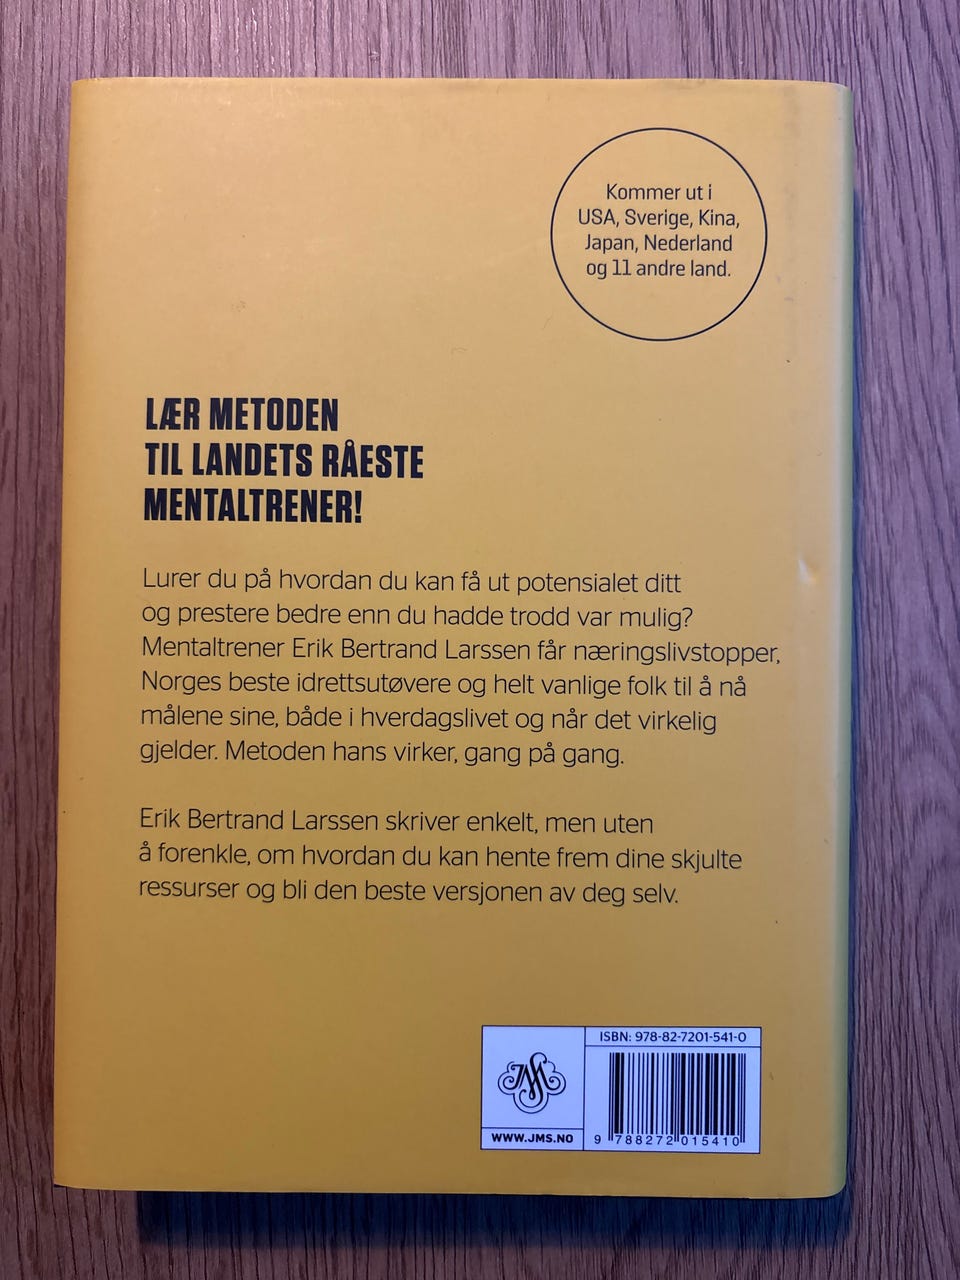 Kommer ut i
USA, Sverige, Kina,
Japan, Nederland
og 11 andre land.
LÆR METODEN
TIL LANDETS RÅESTE
MENTALTRENER!
Lurer du på hvordan du kan få ut potensialet ditt
og prestere bedre enn du hadde trodd var mulig?
Mentaltrener Erik Bertrand Larssen får næringslivstopper,
Norges beste idrettsutøvere og helt vanlige folk til å nå
målene sine, både i hverdagslivet og når det virkelig
gjelder. Metoden hans virker, gang på gang.
Erik Bertrand Larssen skriver enkelt, men uten
å forenkle, om hvordan du kan hente frem dine skjulte
ressurser og bli den beste versjonen av deg selv.
ISBN: 978-82-7201-541-0
JMS
WWW.JMS.NO
9 788272 015410